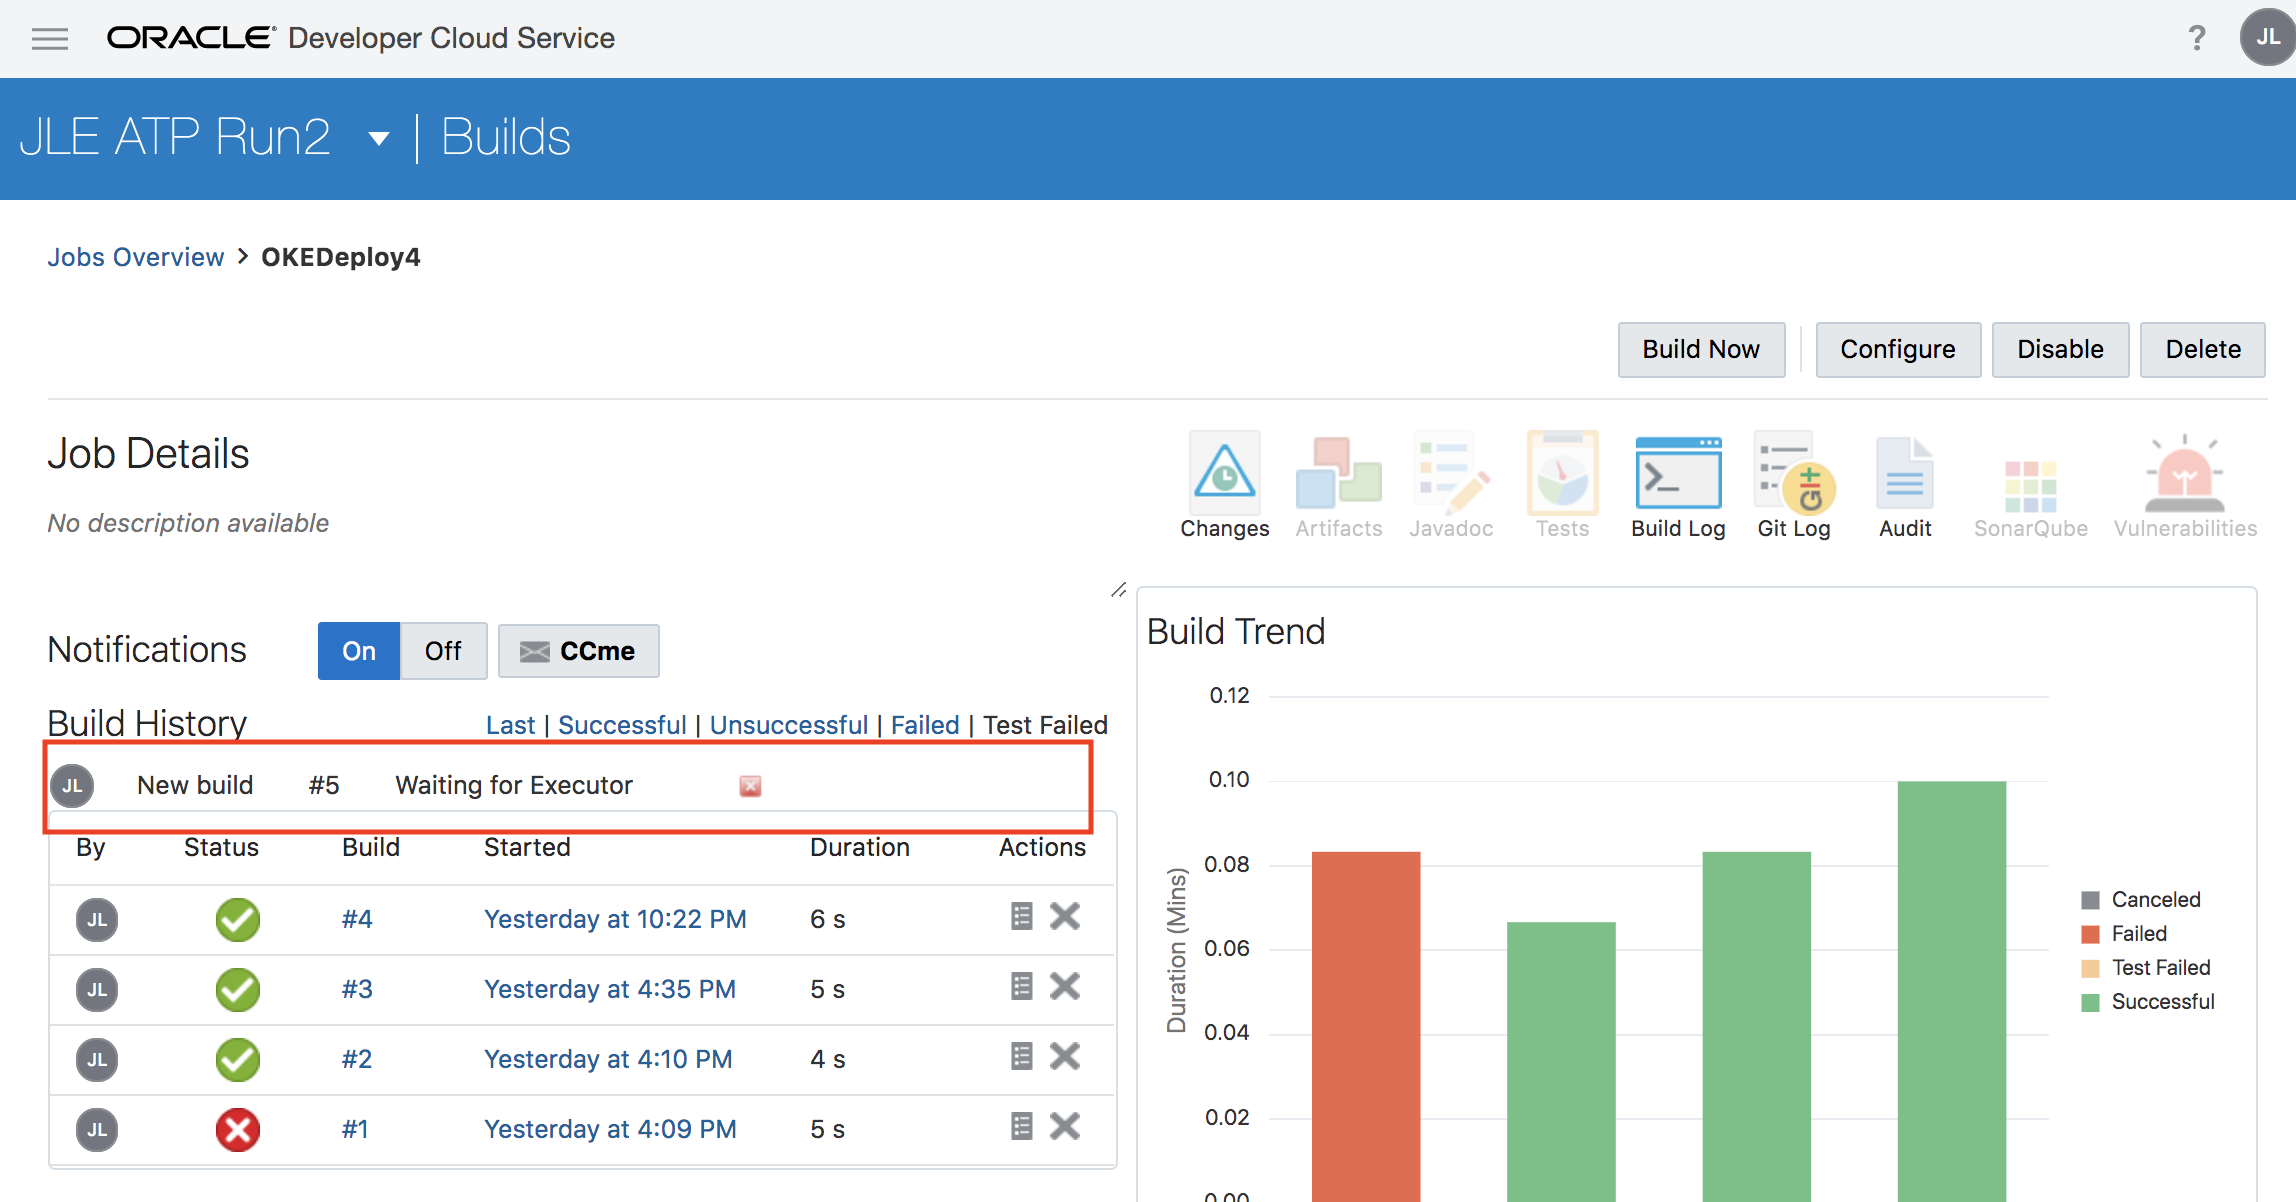 ORACLE® Developer Cloud Service ? JL
JLE ATP Run2 | Builds
Jobs Overview > OKEDeploy4
Build Now Configure Disable Delete
Job Details
No description available
Changes Artifacts Javadoc Tests Build Log Git Log Audit SonarQube Vulnerabilities
Notifications On Off CCme
Build History Last | Successful | Unsuccessful | Failed | Test Failed
JL New build #5 Waiting for Executor
By Status Build Started Duration Actions
JL #4 Yesterday at 10:22 PM 6 s
JL #3 Yesterday at 4:35 PM 5 s
JL #2 Yesterday at 4:10 PM 4 s
JL #1 Yesterday at 4:09 PM 5 s
Build Trend
0.12
0.10
0.08
0.06
0.04
0.02
0.00
Duration (Mins)
Canceled
Failed
Test Failed
Successful